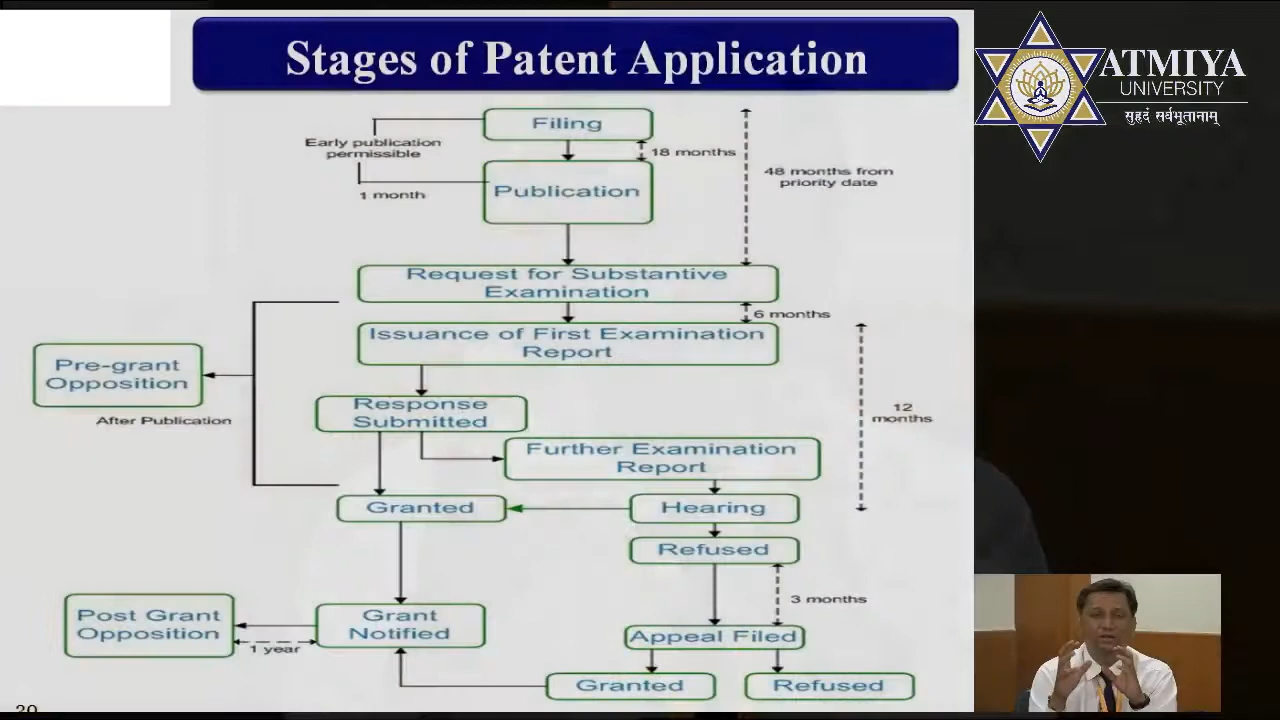 Stages of Patent Application
ATMIYA
UNIVERSITY
सुहृदं सर्वभूतानाम्
Filing
Early publication
permissible
18 months
48 months from
priority date
1 month
Publication
Request for Substantive
Examination
6 months
Issuance of First Examination
Report
Pre-grant
Opposition
After Publication
Response
Submitted
12
months
Further Examination
Report
Granted
Hearing
Refused
3 months
Post Grant
Opposition
1 year
Grant
Notified
Appeal Filed
Granted
Refused
20